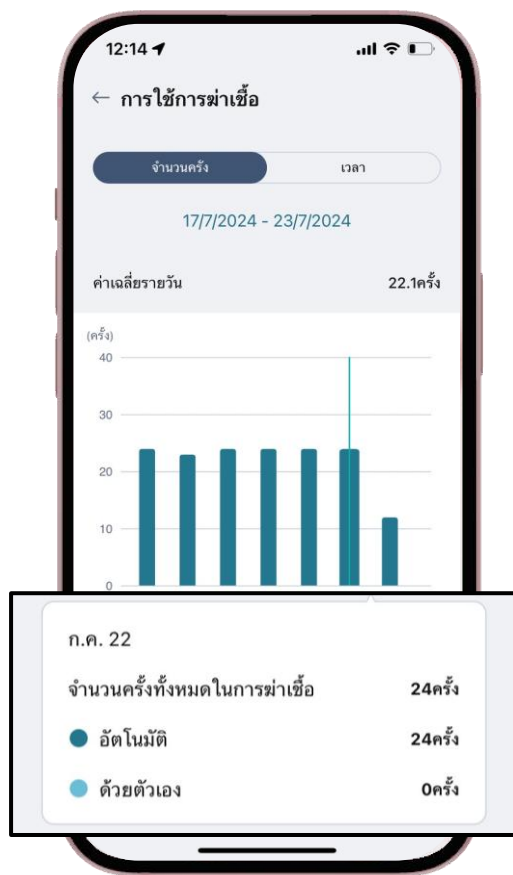 12:14
← การใช้การฆ่าเชื้อ
จำนวนครั้ง เวลา
17/7/2024 - 23/7/2024
ค่าเฉลี่ยรายวัน 22.1ครั้ง
(ครั้ง)
40
30
20
10
0
ก.ค. 22
จำนวนครั้งทั้งหมดในการฆ่าเชื้อ 24ครั้ง
อัตโนมัติ 24ครั้ง
ด้วยตัวเอง 0ครั้ง